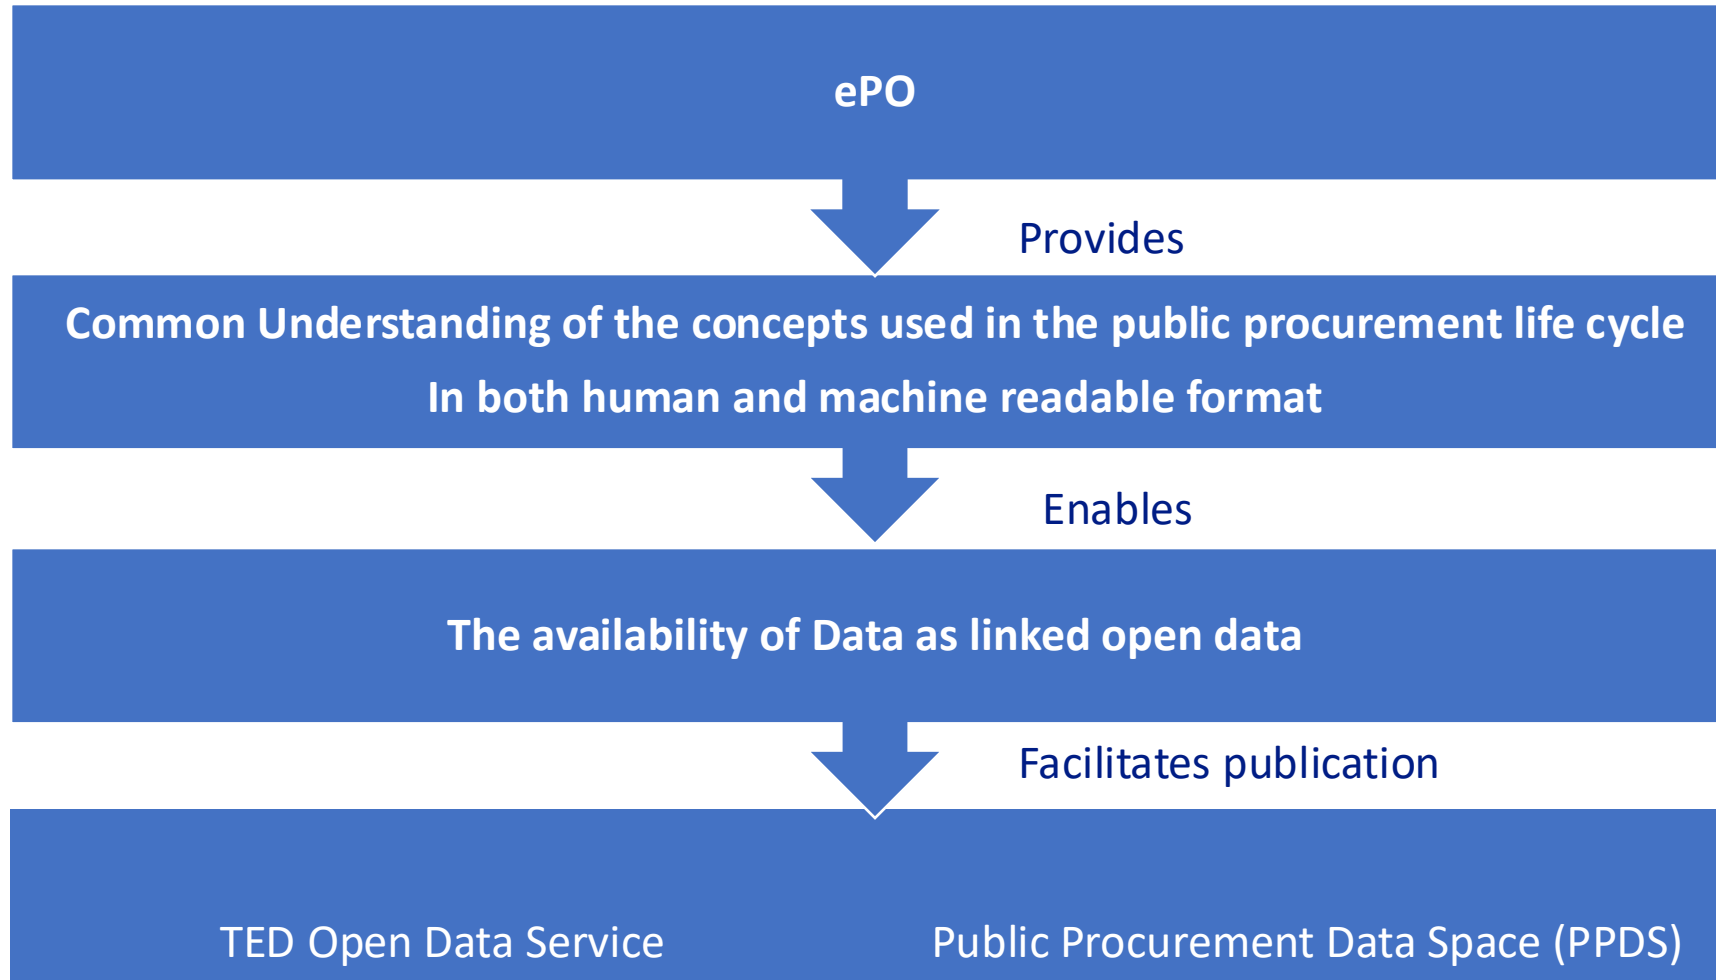 ePO
Provides
Common Understanding of the concepts used in the public procurement life cycle
In both human and machine readable format
Enables
The availability of Data as linked open data
Facilitates publication
TED Open Data Service
Public Procurement Data Space (PPDS)